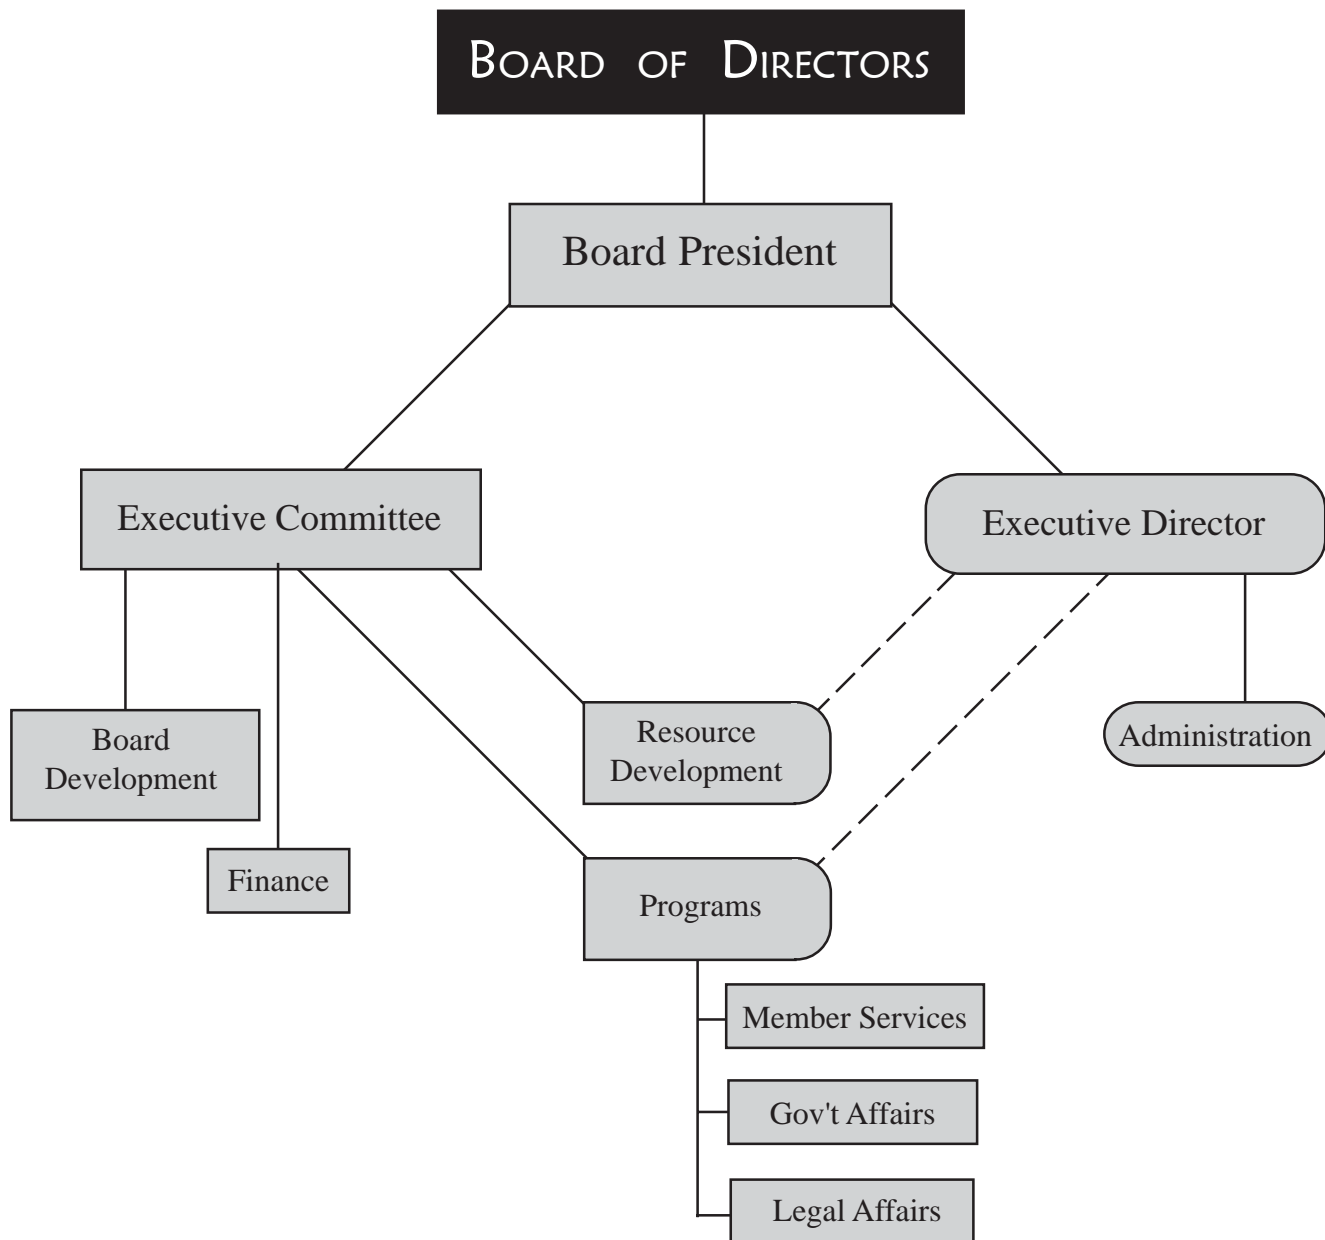 BOARD OF DIRECTORS
Board President
Executive Committee
Executive Director
Board
Development
Resource
Development
Administration
Finance
Programs
Member Services
Gov't Affairs
Legal Affairs